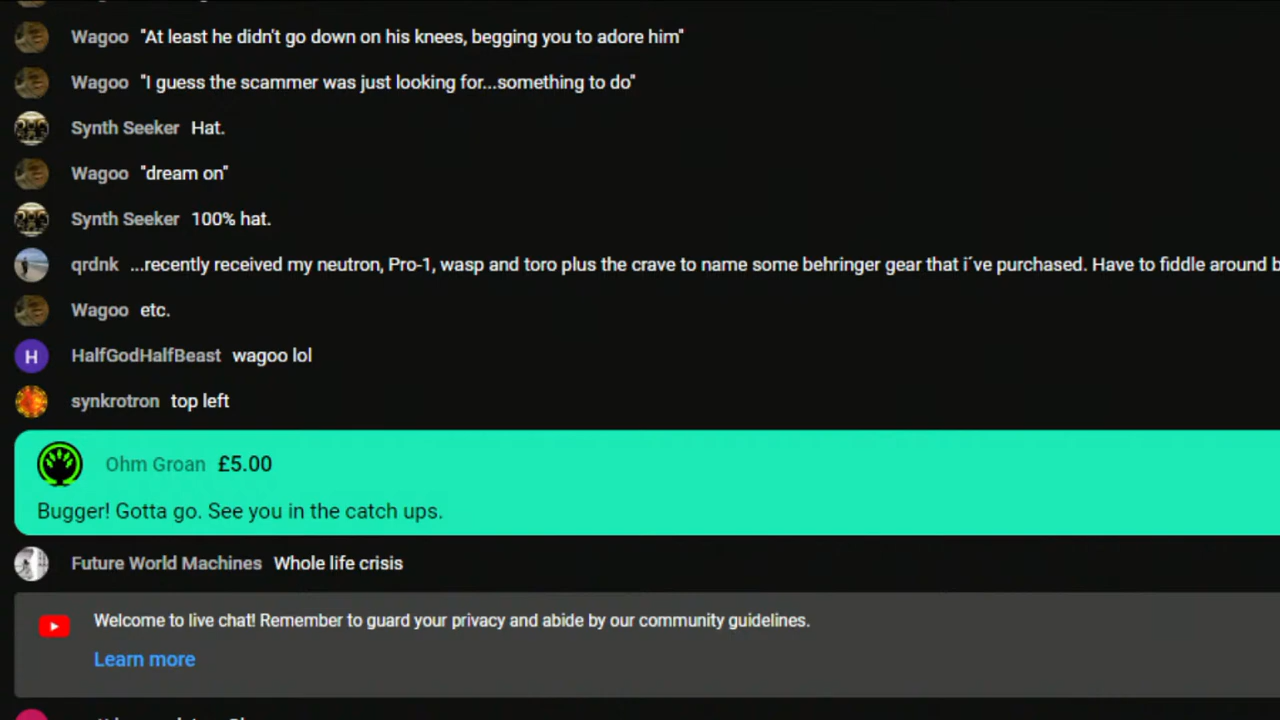 Wagoo "At least he didn't go down on his knees, begging you to adore him"
Wagoo "I guess the scammer was just looking for...something to do"
Synth Seeker Hat.
Wagoo "dream on"
Synth Seeker 100% hat.
qrdnk ...recently received my neutron, Pro-1, wasp and toro plus the crave to name some behringer gear that i´ve purchased. Have to fiddle around
Wagoo etc.
H HalfGodHalfBeast wagoo lol
synkrotron top left
Ohm Groan £5.00
Bugger! Gotta go. See you in the catch ups.
Future World Machines Whole life crisis
Welcome to live chat! Remember to guard your privacy and abide by our community guidelines.
Learn more